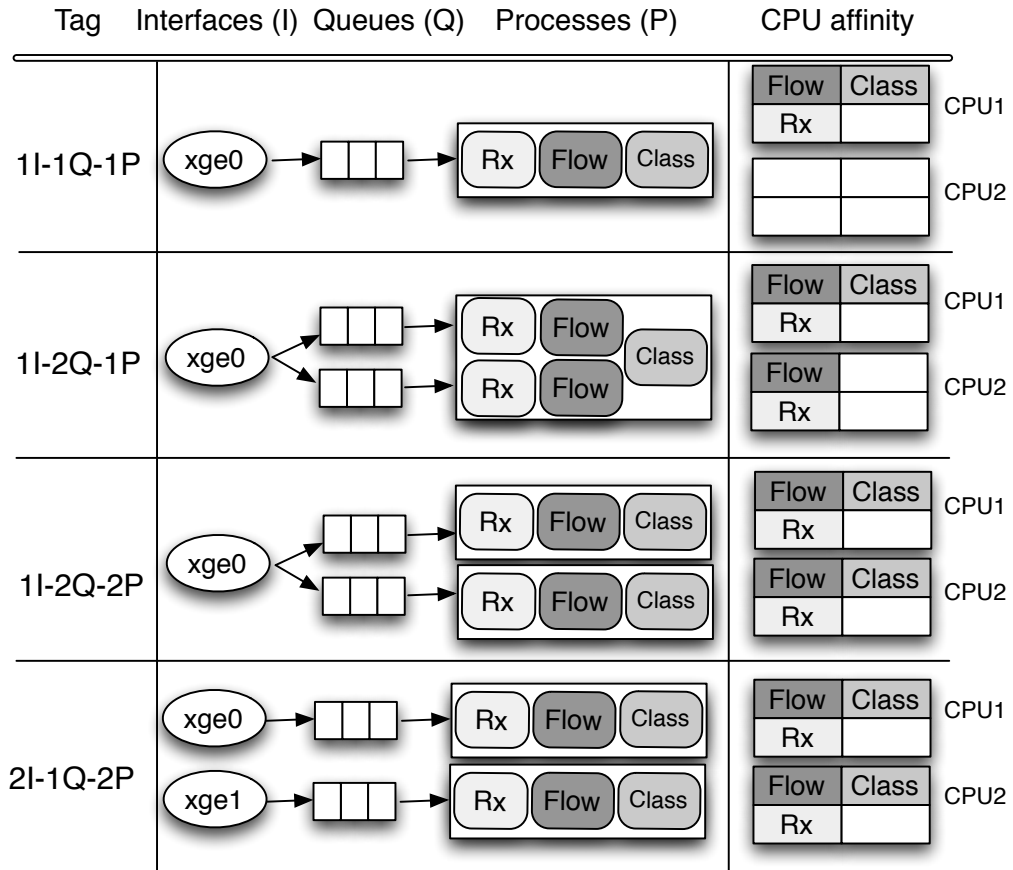 Tag Interfaces (I) Queues (Q) Processes (P) CPU affinity
1I-1Q-1P xge0 Rx Flow Class
Flow Class CPU1
Rx
CPU2
1I-2Q-1P xge0 Rx Flow Class
Rx Flow
Flow Class CPU1
Rx
Flow CPU2
Rx
1I-2Q-2P xge0 Rx Flow Class
Rx Flow Class
Flow Class CPU1
Rx
Flow Class CPU2
Rx
2I-1Q-2P
xge0 Rx Flow Class
xge1 Rx Flow Class
Flow Class CPU1
Rx
Flow Class CPU2
Rx